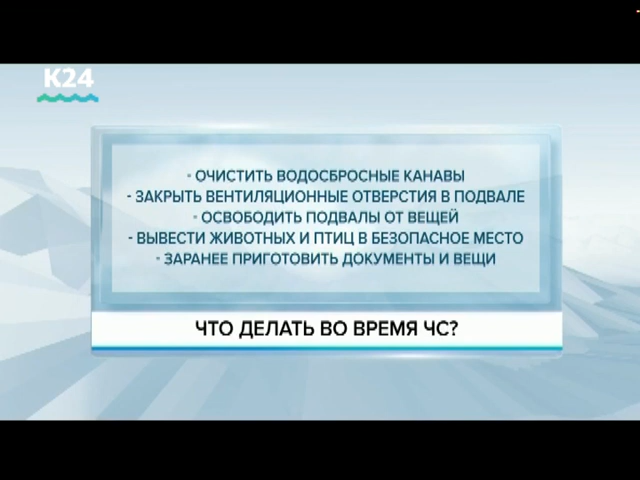 К24
- ОЧИСТИТЬ ВОДОСБРОСНЫЕ КАНАВЫ
- ЗАКРЫТЬ ВЕНТИЛЯЦИОННЫЕ ОТВЕРСТИЯ В ПОДВАЛЕ
- ОСВОБОДИТЬ ПОДВАЛЫ ОТ ВЕЩЕЙ
- ВЫВЕСТИ ЖИВОТНЫХ И ПТИЦ В БЕЗОПАСНОЕ МЕСТО
- ЗАРАНЕЕ ПРИГОТОВИТЬ ДОКУМЕНТЫ И ВЕЩИ
ЧТО ДЕЛАТЬ ВО ВРЕМЯ ЧС?